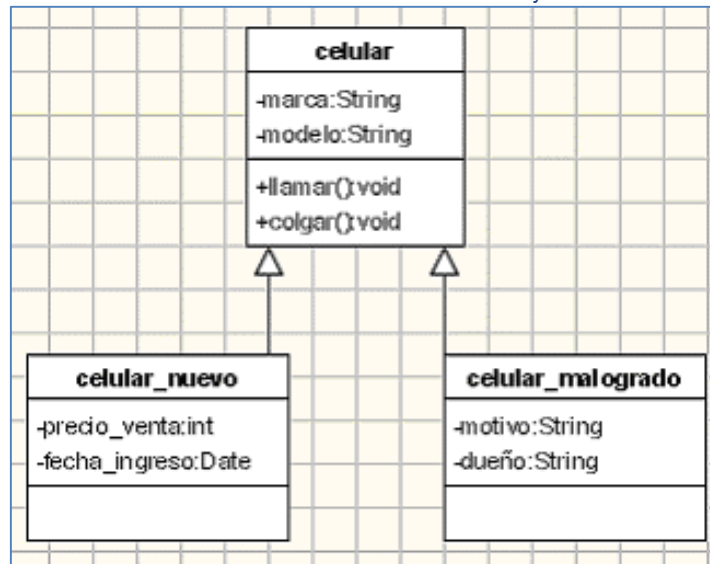 celular
-marca:String
-modelo:String
+llamar():void
+colgar():void
celular_nuevo
-precio_venta:int
-fecha_ingreso:Date
celular_malogrado
-motivo:String
-dueño:String